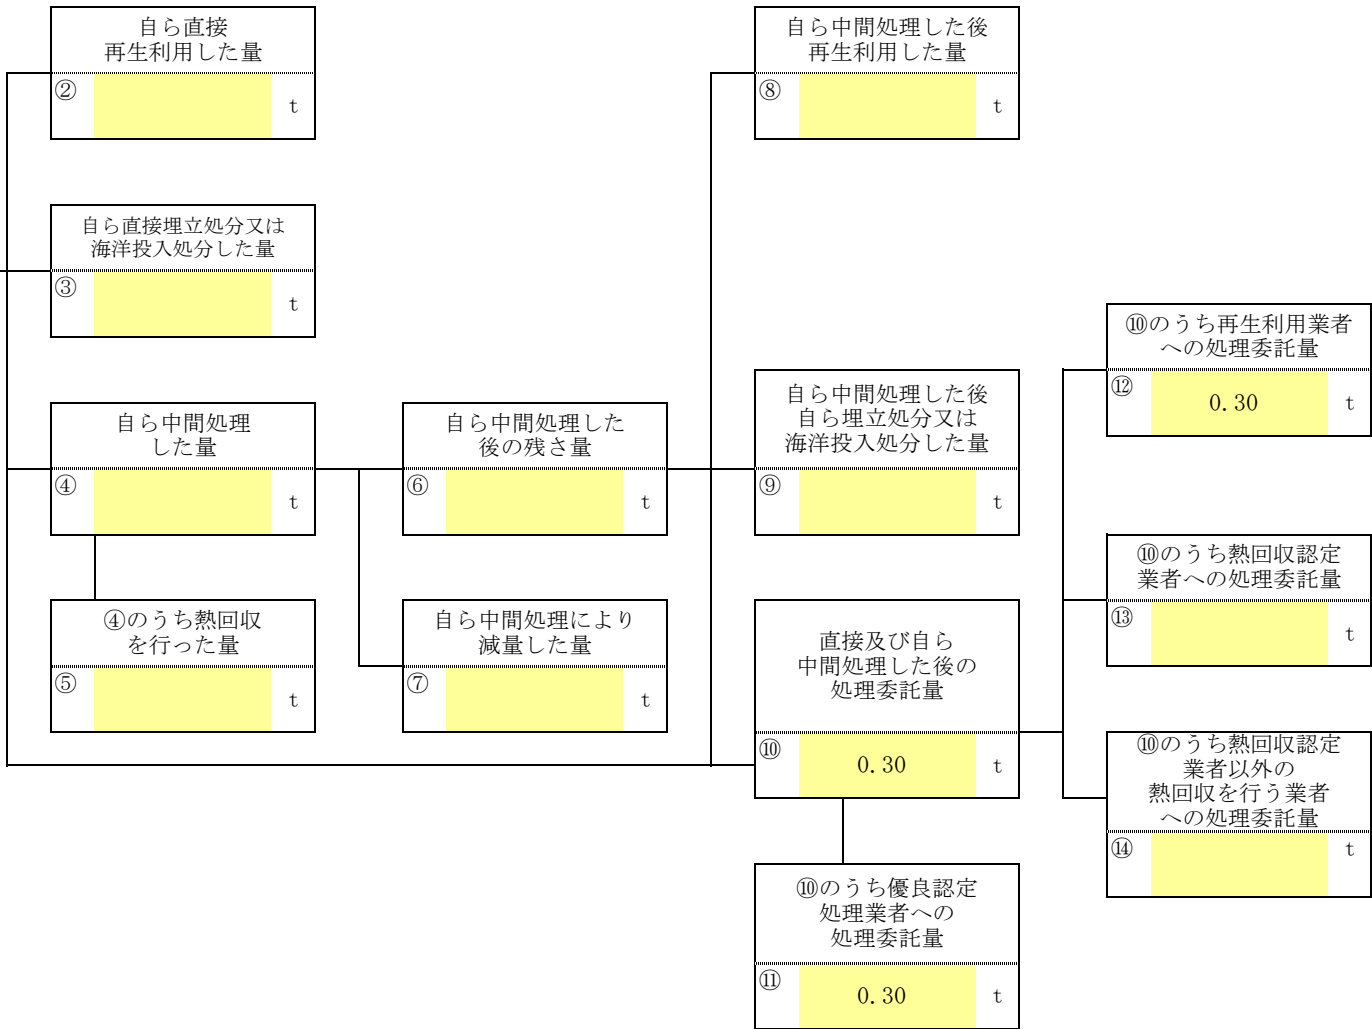 自ら直接
再生利用した量
②
t
自ら直接埋立処分又は
海洋投入処分した量
③
t
自ら中間処理
した量
④
t
④のうち熱回収
を行った量
⑤
t
自ら中間処理した
後の残さ量
⑥
t
自ら中間処理により
減量した量
⑦
t
自ら中間処理した後
再生利用した量
⑧
t
自ら中間処理した後
自ら埋立処分又は
海洋投入処分した量
⑨
t
直接及び自ら
中間処理した後の
処理委託量
⑩ 0.30 t
⑩のうち優良認定
処理業者への
処理委託量
⑪ 0.30 t
⑩のうち再生利用業者
への処理委託量
⑫ 0.30 t
⑩のうち熱回収認定
業者への処理委託量
⑬
t
⑩のうち熱回収認定
業者以外の
熱回収を行う業者
への処理委託量
⑭
t